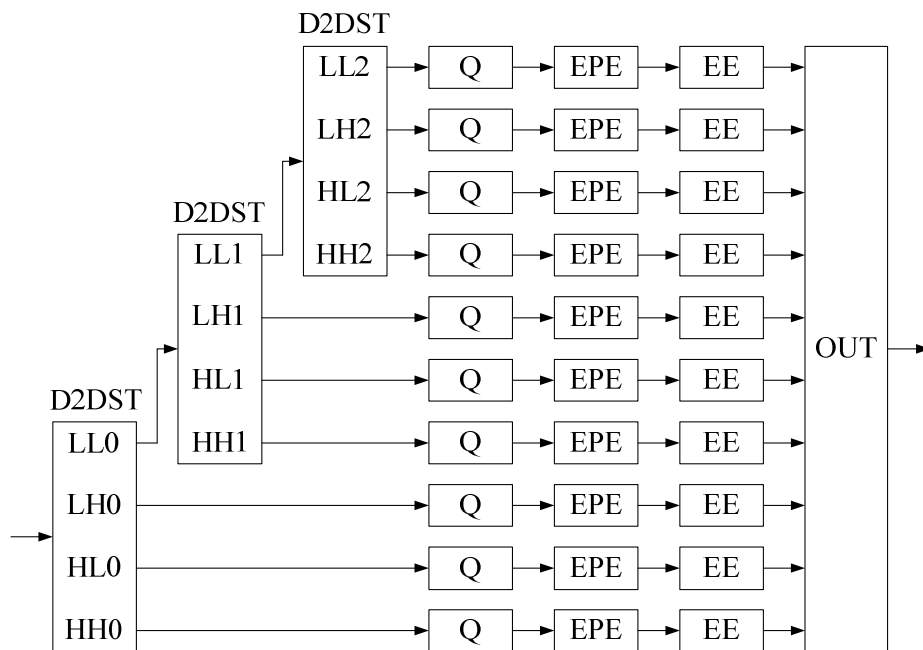 D2DST
LL2 Q EPE EE
LH2 Q EPE EE
HL2 Q EPE EE
D2DST
LL1 HH2 Q EPE EE
LH1 Q EPE EE
OUT
HL1 Q EPE EE
D2DST
LL0 HH1 Q EPE EE
LH0 Q EPE EE
HL0 Q EPE EE
HH0 Q EPE EE